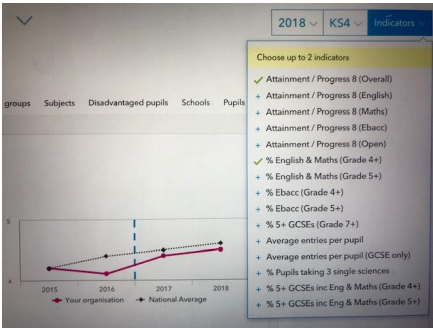 2018 KS4 Indicators
Choose up to 2 indicators
Attainment / Progress 8 (Overall)
Attainment / Progress 8 (English)
groups Subjects Disadvantaged pupils Schools Pupils
Attainment / Progress 8 (Maths)
Attainment / Progress 8 (Ebacc)
Attainment / Progress 8 (Open)
% English & Maths (Grade 4+)
% English & Maths (Grade 5+)
% Ebacc (Grade 4+)
% Ebacc (Grade 5+)
% 5+ GCSEs (Grade 7+)
Average entries per pupil
Average entries per pupil (GCSE only)
% Pupils taking 3 single sciences
% 5+ GCSEs inc Eng & Maths (Grade 4+)
% 5+ GCSEs inc Eng & Maths (Grade 5+)
5
4
2015 2016 2017 2018
Your organisation National Average